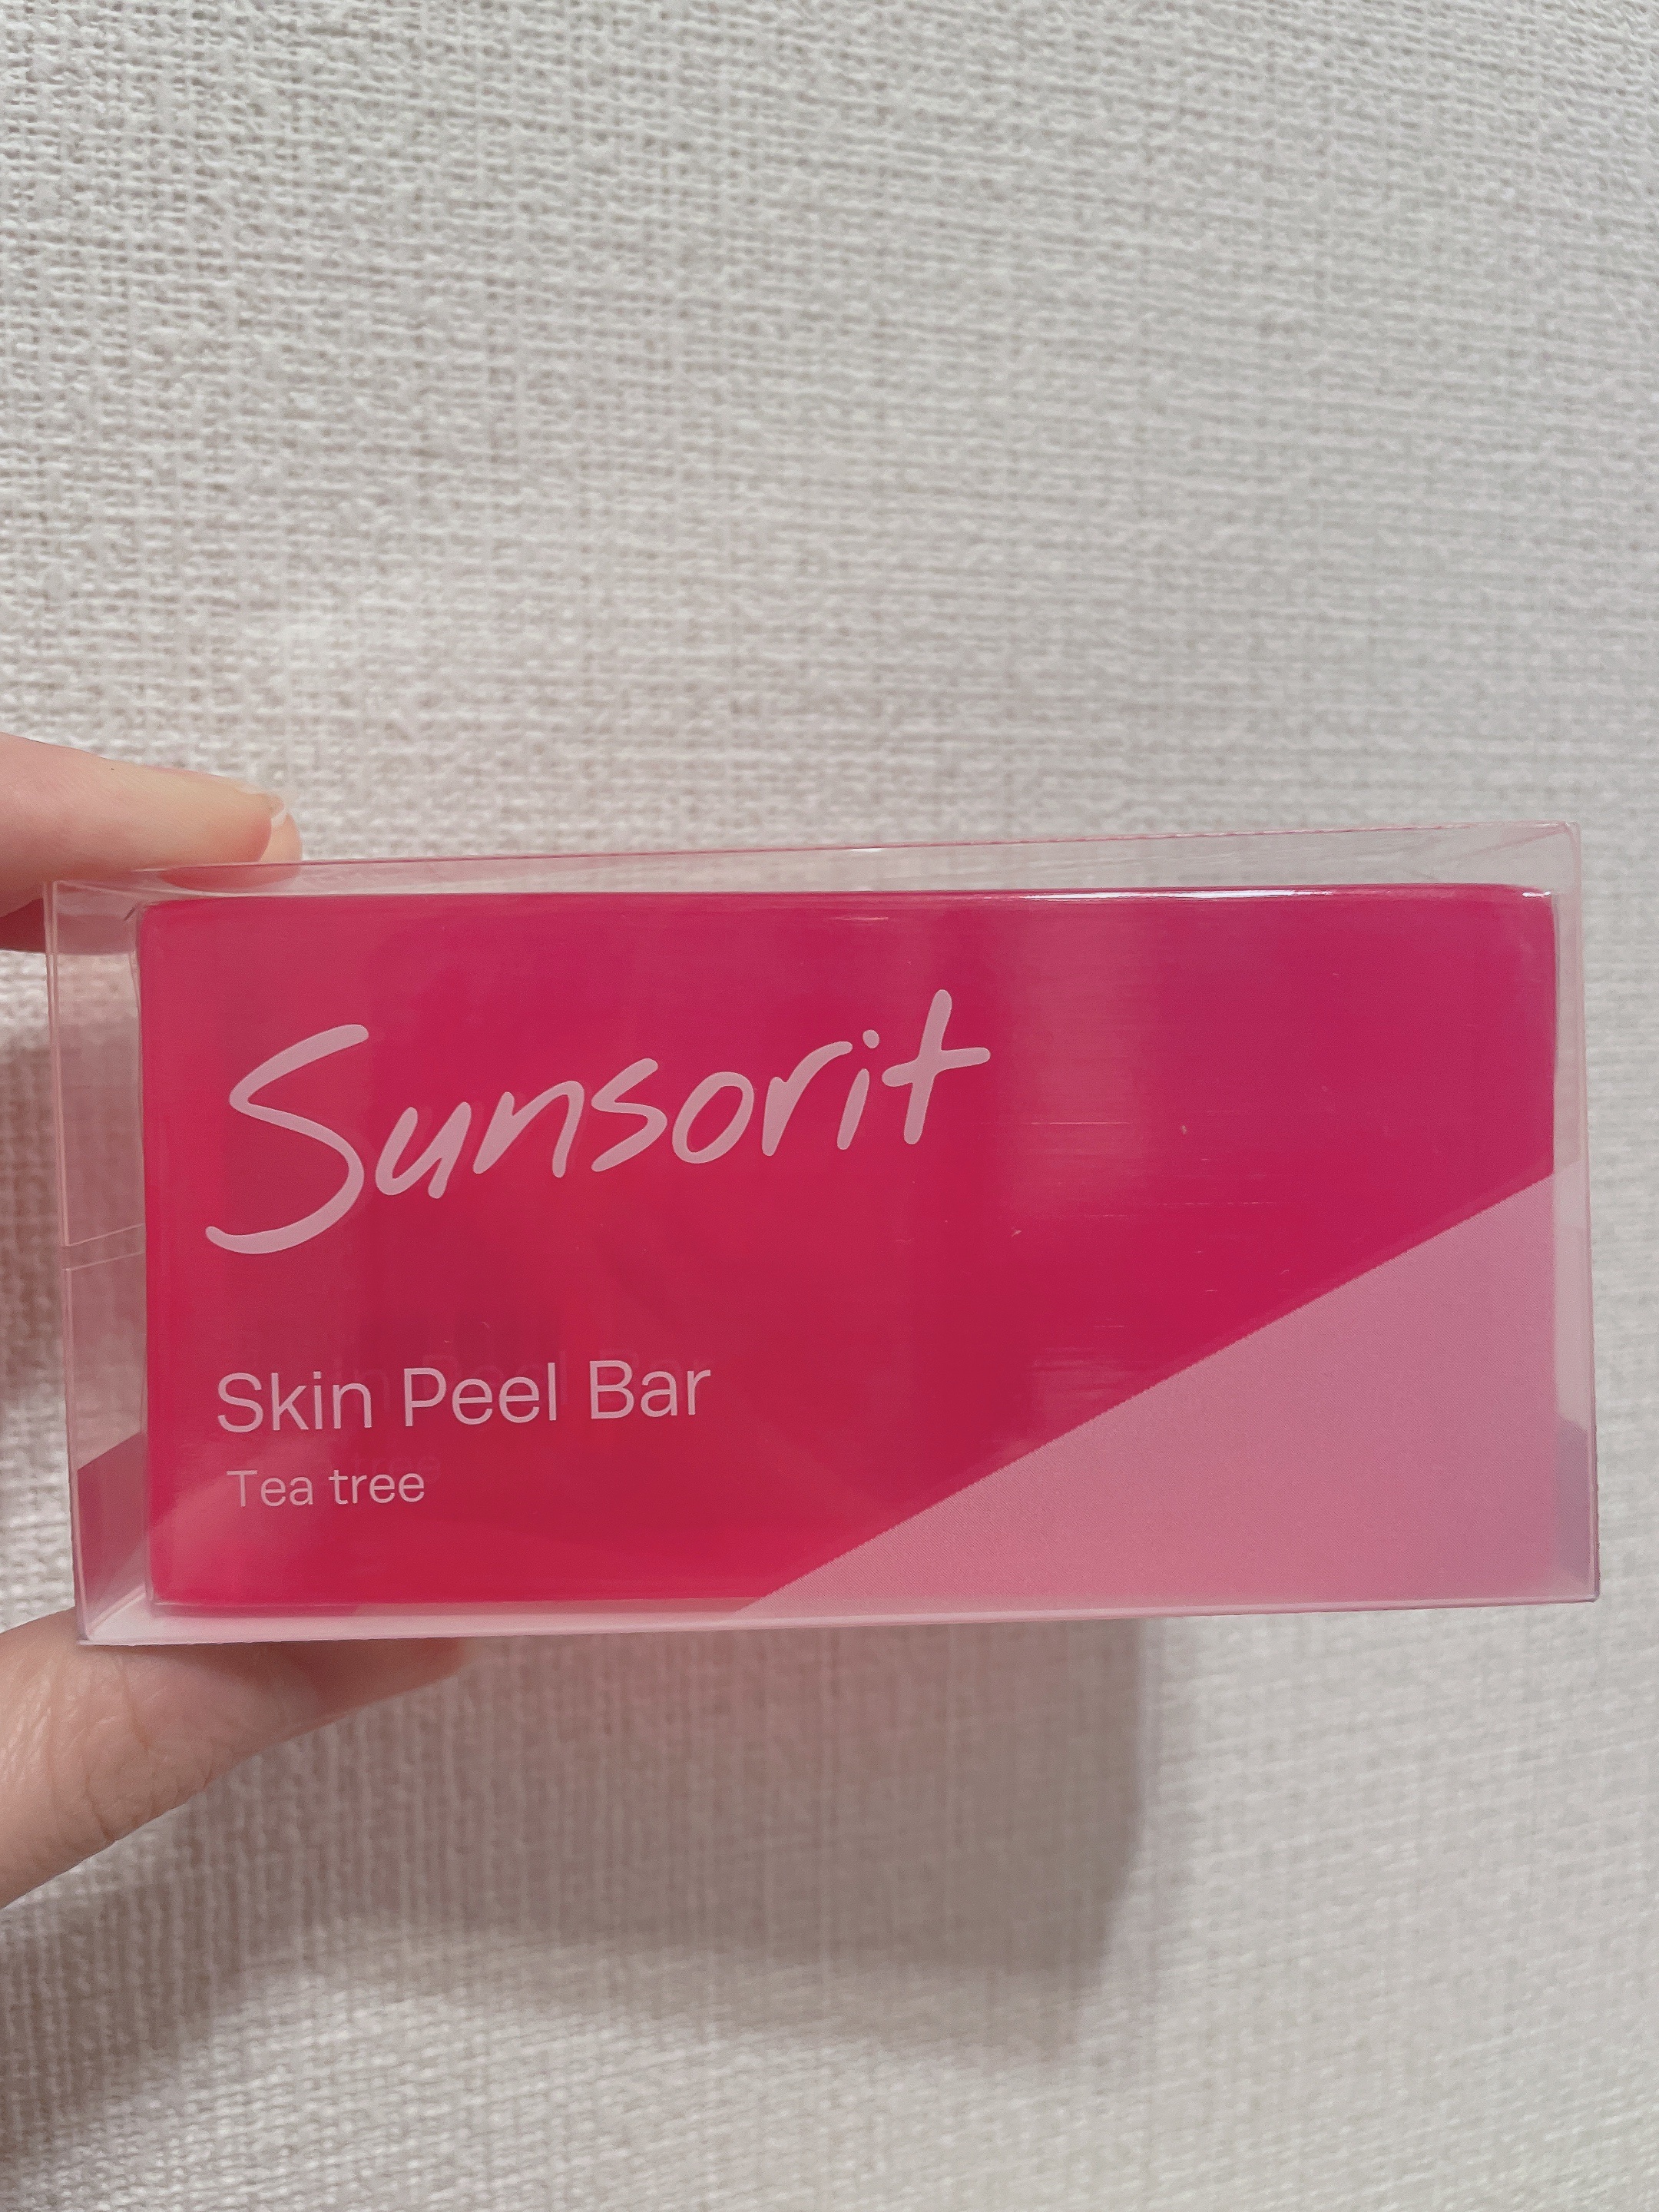 Sunsorit
Skin Peel Bar
Tea tree